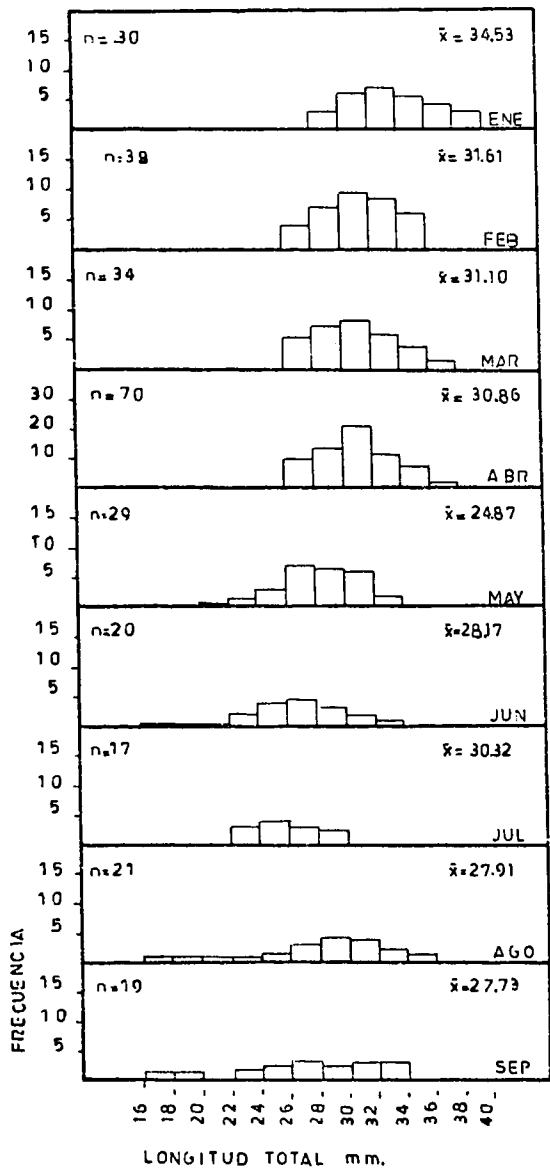 15 n=.30 x̄= 34.53
10
5
ENE
15 n=38 x̄=31.61
10
5
FEB
15 n=34 x̄=31.10
10
5
MAR
30 n=70 x̄= 30.86
20
10
ABR
15 n=29 x̄=24.87
10
5
MAY
15 n=20 x̄=28.17
10
5
JUN
15 n=17 x̄= 30.32
10
5
JUL
15 n=21 x̄=27.91
10
5
AGO
15 n=19 x̄=27.73
10
5
SEP
FRECUENCIA
16- 18- 20- 22- 24- 26- 28- 30- 32- 34- 36- 38- 40-
LONGITUD TOTAL mm.